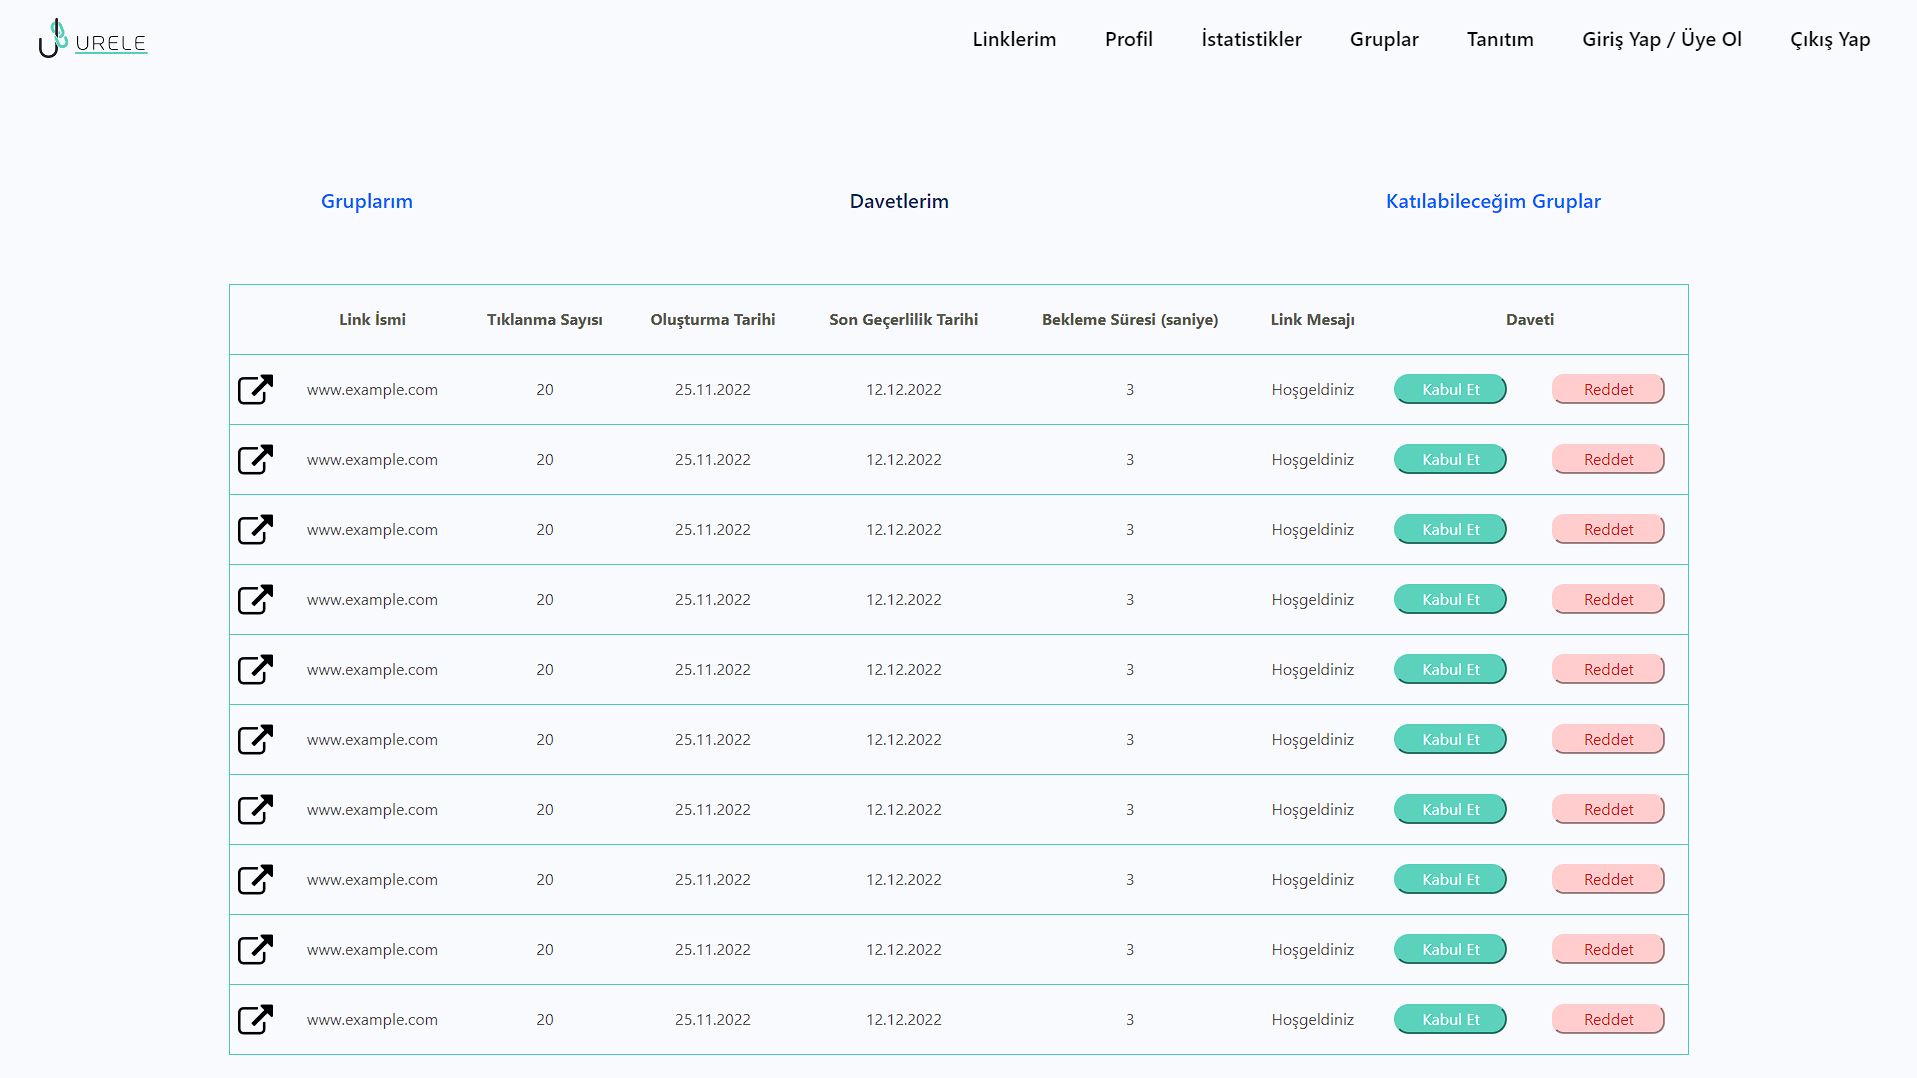 URELE
Linklerim Profil İstatistikler Gruplar Tanıtım Giriş Yap / Üye Ol Çıkış Yap
Gruplarım Davetlerim Katılabileceğim Gruplar
Link İsmi Tıklanma Sayısı Oluşturma Tarihi Son Geçerlilik Tarihi Bekleme Süresi (saniye) Link Mesajı Daveti
www.example.com 20 25.11.2022 12.12.2022 3 Hoşgeldiniz Kabul Et Reddet
www.example.com 20 25.11.2022 12.12.2022 3 Hoşgeldiniz Kabul Et Reddet
www.example.com 20 25.11.2022 12.12.2022 3 Hoşgeldiniz Kabul Et Reddet
www.example.com 20 25.11.2022 12.12.2022 3 Hoşgeldiniz Kabul Et Reddet
www.example.com 20 25.11.2022 12.12.2022 3 Hoşgeldiniz Kabul Et Reddet
www.example.com 20 25.11.2022 12.12.2022 3 Hoşgeldiniz Kabul Et Reddet
www.example.com 20 25.11.2022 12.12.2022 3 Hoşgeldiniz Kabul Et Reddet
www.example.com 20 25.11.2022 12.12.2022 3 Hoşgeldiniz Kabul Et Reddet
www.example.com 20 25.11.2022 12.12.2022 3 Hoşgeldiniz Kabul Et Reddet
www.example.com 20 25.11.2022 12.12.2022 3 Hoşgeldiniz Kabul Et Reddet